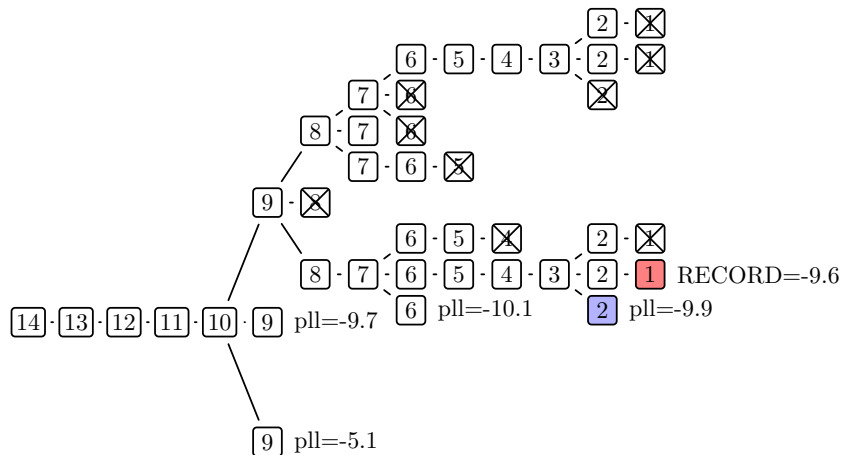 2 1
6 5 4 3 2 1
7 6 2
8 7 6
7 6 5
9 8
6 5 4 2 1
8 7 6 5 4 3 2 1 RECORD=-9.6
6 pll=-10.1 2 pll=-9.9
14 13 12 11 10 9 pll=-9.7
9 pll=-5.1